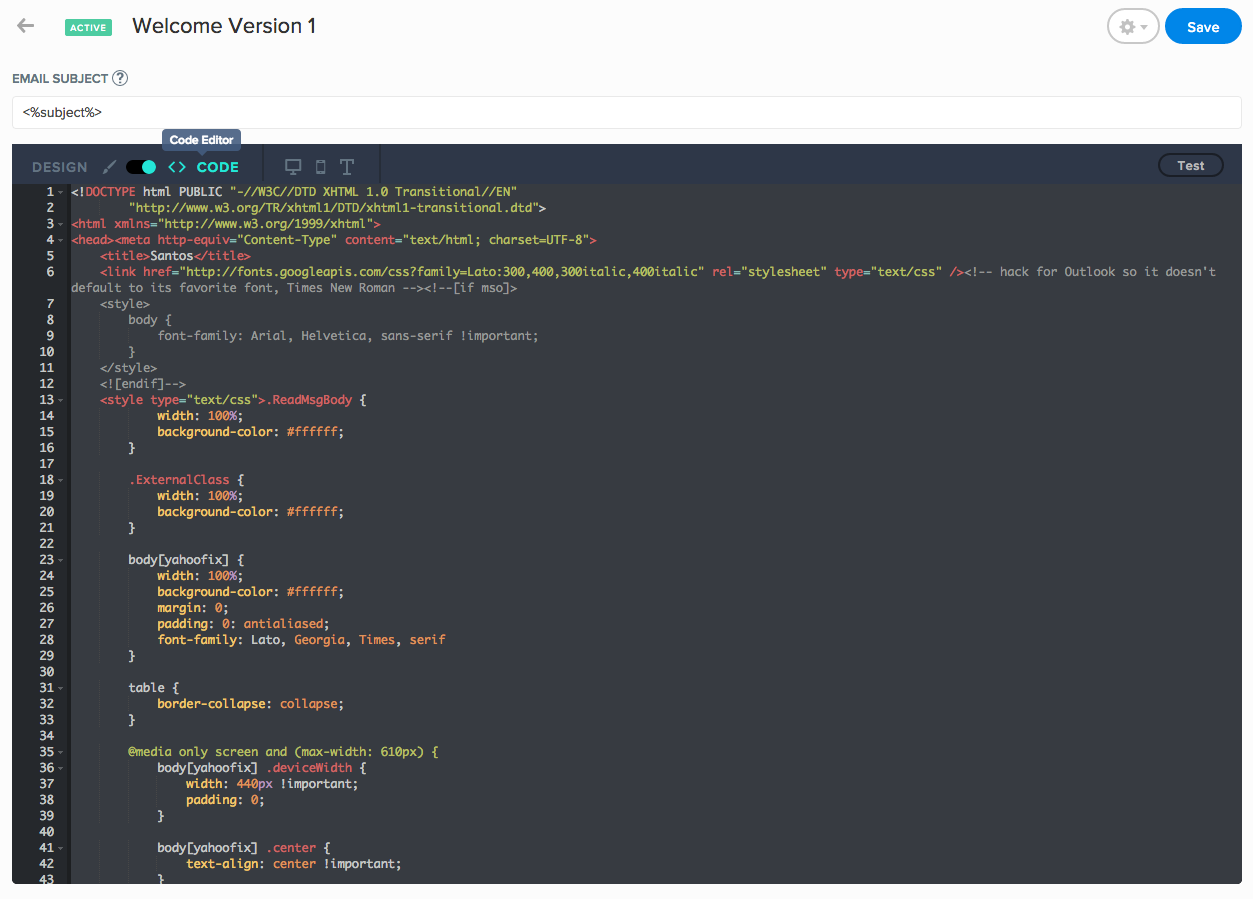 ACTIVE Welcome Version 1 Save
EMAIL SUBJECT ?
<%subject%>
Code Editor
DESIGN <> CODE T Test
1 <!DOCTYPE html PUBLIC "-//W3C//DTD XHTML 1.0 Transitional//EN"
2 "http://www.w3.org/TR/xhtml1/DTD/xhtml1-transitional.dtd">
3 <html xmlns="http://www.w3.org/1999/xhtml">
4 <head><meta http-equiv="Content-Type" content="text/html; charset=UTF-8">
5 <title>Santos</title>
6 <link href="http://fonts.googleapis.com/css?family=Lato:300,400,300italic,400italic" rel="stylesheet" type="text/css" /><!-- hack for Outlook so it doesn't
default to its favorite font, Times New Roman --><!--[if mso]>
7 <style>
8 body {
9 font-family: Arial, Helvetica, sans-serif !important;
10 }
11 </style>
12 <![endif]-->
13 <style type="text/css">.ReadMsgBody {
14 width: 100%;
15 background-color: #ffffff;
16 }
17
18 .ExternalClass {
19 width: 100%;
20 background-color: #ffffff;
21 }
22
23 body[yahoofix] {
24 width: 100%;
25 background-color: #ffffff;
26 margin: 0;
27 padding: 0: antialiased;
28 font-family: Lato, Georgia, Times, serif
29 }
30
31 table {
32 border-collapse: collapse;
33 }
34
35 @media only screen and (max-width: 610px) {
36 body[yahoofix] .deviceWidth {
37 width: 440px !important;
38 padding: 0;
39 }
40
41 body[yahoofix] .center {
42 text-align: center !important;
43 }